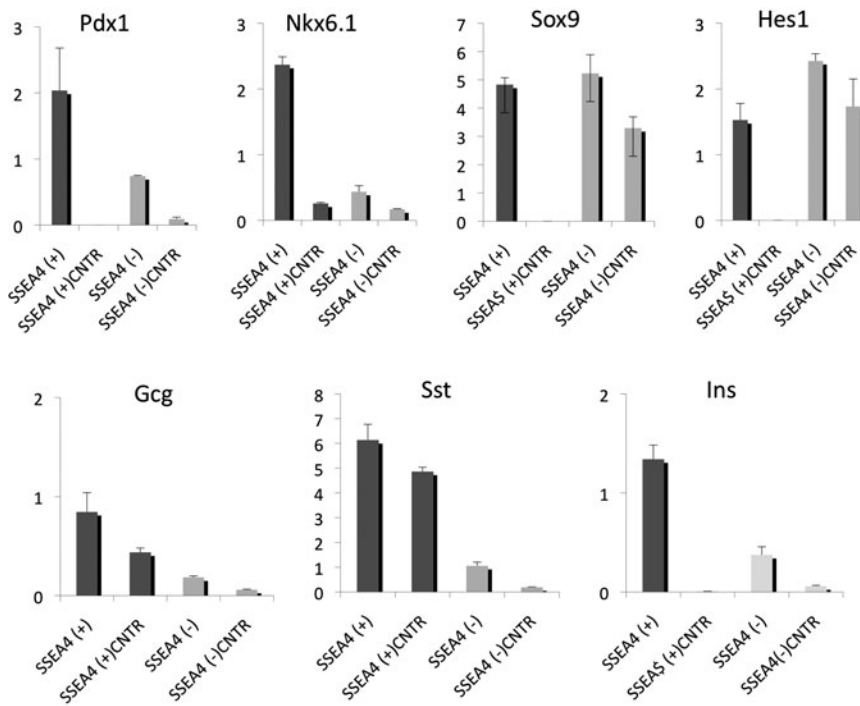 Pdx1
3
2
1
0
SSEA4 (+)
SSEA4 (+)CNTR
SSEA4 (-)
SSEA4 (-)CNTR
Nkx6.1
3
2
1
0
SSEA4 (+)
SSEA4 (+)CNTR
SSEA4 (-)
SSEA4 (-)CNTR
Sox9
7
6
5
4
3
2
1
0
SSEA4 (+)
SSEA$ (+)CNTR
SSEA4 (-)
SSEA4 (-)CNTR
Hes1
3
2
1
0
SSEA4 (+)
SSEA$ (+)CNTR
SSEA4 (-)
SSEA4 (-)CNTR
Gcg
2
1
0
SSEA4 (+)
SSEA4 (+)CNTR
SSEA4 (-)
SSEA4 (-)CNTR
Sst
8
7
6
5
4
3
2
1
0
SSEA4 (+)
SSEA4 (+)CNTR
SSEA4 (-)
SSEA4 (-)CNTR
Ins
2
1
0
SSEA4 (+)
SSEA$ (+)CNTR
SSEA4 (-)
SSEA4(-)CNTR